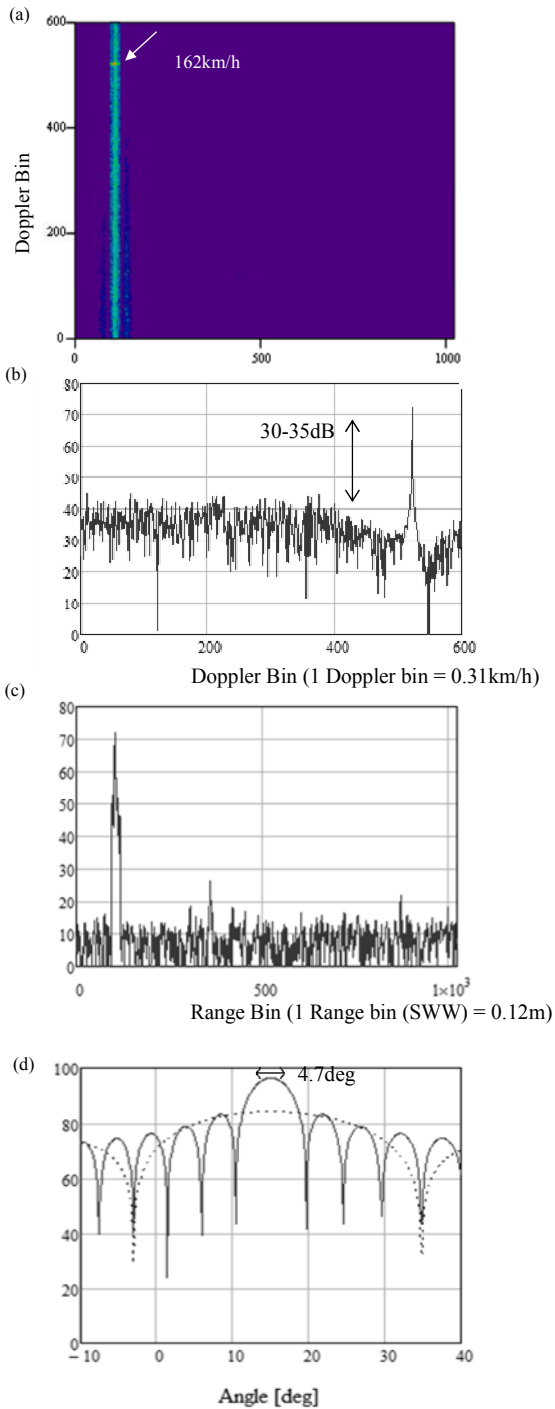 (a)
600
162km/h
400
Doppler Bin
200
0
0 500 1000
(b)
80
70
30-35dB
60
50
40
30
20
10
0
0 200 400 600
Doppler Bin (1 Doppler bin = 0.31km/h)
(c)
80
70
60
50
40
30
20
10
0
0 500 1×10³
Range Bin (1 Range bin (SWW) = 0.12m)
(d)
100
4.7deg
80
60
40
20
0
−10 0 10 20 30 40
Angle [deg]